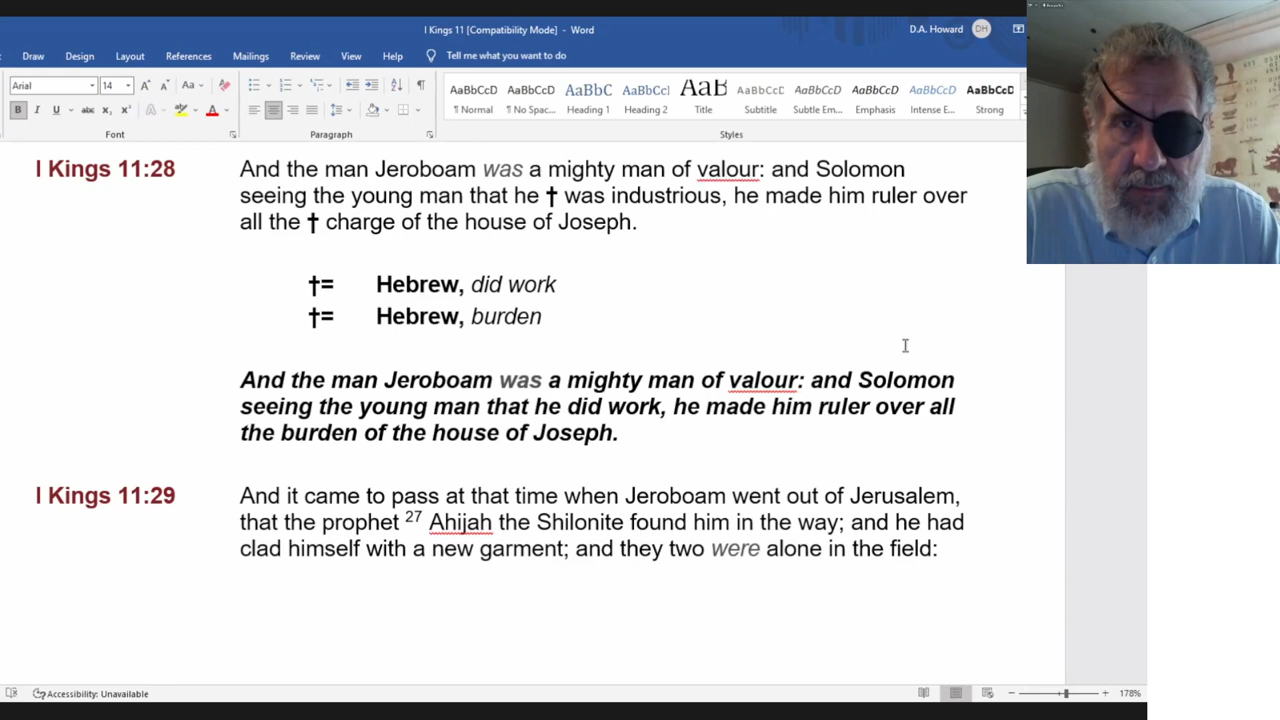 I Kings 11 [Compatibility Mode] - Word
D.A. Howard DH
Draw Design Layout References Mailings Review View Help Tell me what you want to do
Arial 14 Aa
B I U abc x₂ x² A A
AaBbCcD AaBbCcD AaBbC AaBbCc AaB AaBbCcD AaBbCcD AaBbCcD AaBbCcD AaBbCcD
¶ Normal ¶ No Spac... Heading 1 Heading 2 Title Subtitle Subtle Em... Emphasis Intense E... Strong
Font Paragraph Styles
I Kings 11:28 And the man Jeroboam was a mighty man of valour: and Solomon
seeing the young man that he † was industrious, he made him ruler over
all the † charge of the house of Joseph.
†= Hebrew, did work
†= Hebrew, burden
And the man Jeroboam was a mighty man of valour: and Solomon
seeing the young man that he did work, he made him ruler over all
the burden of the house of Joseph.
I Kings 11:29 And it came to pass at that time when Jeroboam went out of Jerusalem,
that the prophet 27 Ahijah the Shilonite found him in the way; and he had
clad himself with a new garment; and they two were alone in the field:
Accessibility: Unavailable 178%